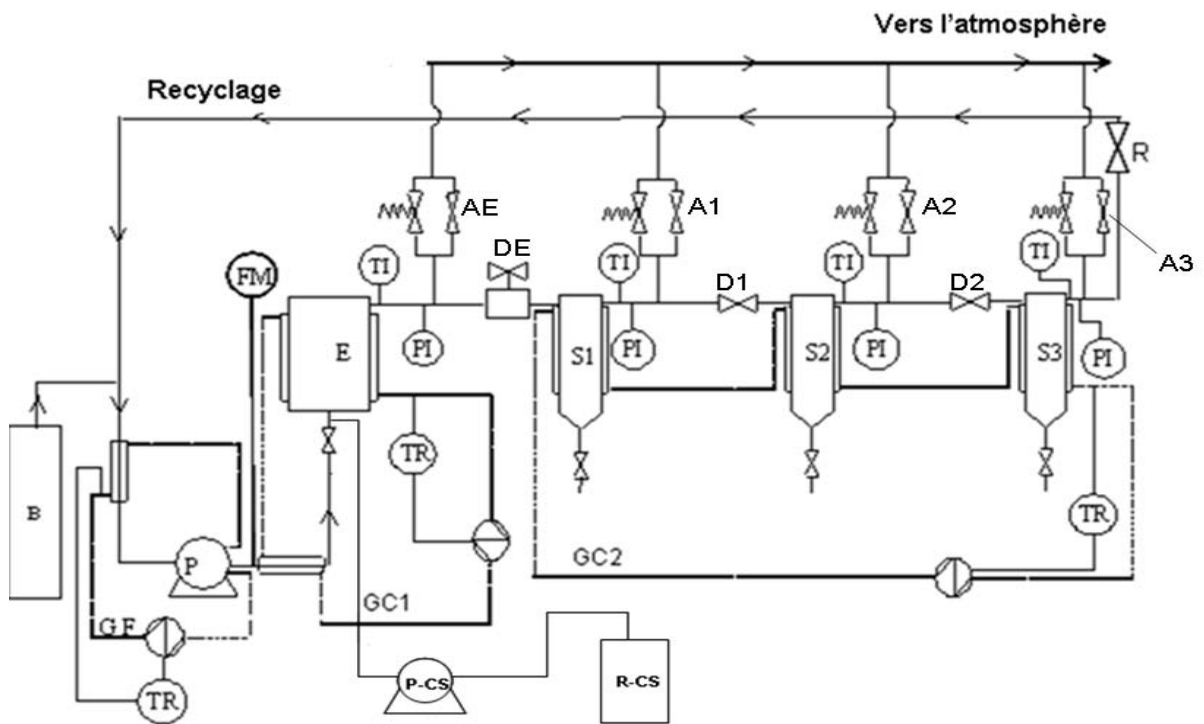 Vers l'atmosphère
Recyclage
R
AE
A1
A2
A3
DE
TI
TI
TI
TI
FM
D1
D2
E
PI
S1
PI
S2
PI
S3
PI
B
TR
TR
P
GC2
GC1
GF
TR
P-CS
R-CS